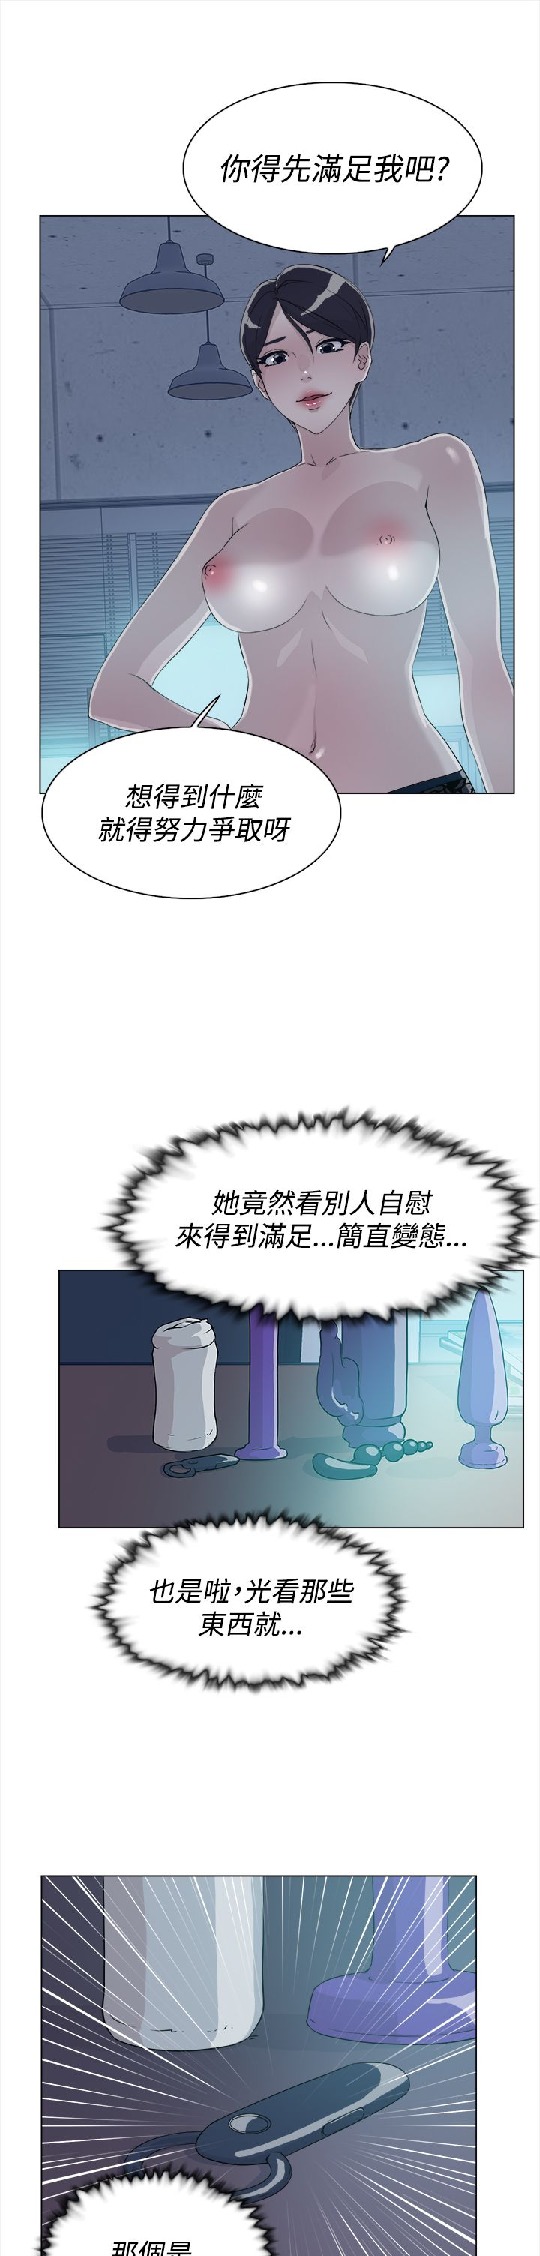 你得先滿足我吧?
想得到什麼
就得努力爭取呀
她竟然看別人自慰
來得到滿足...簡直變態...
也是啦,光看那些
東西就...
那個是